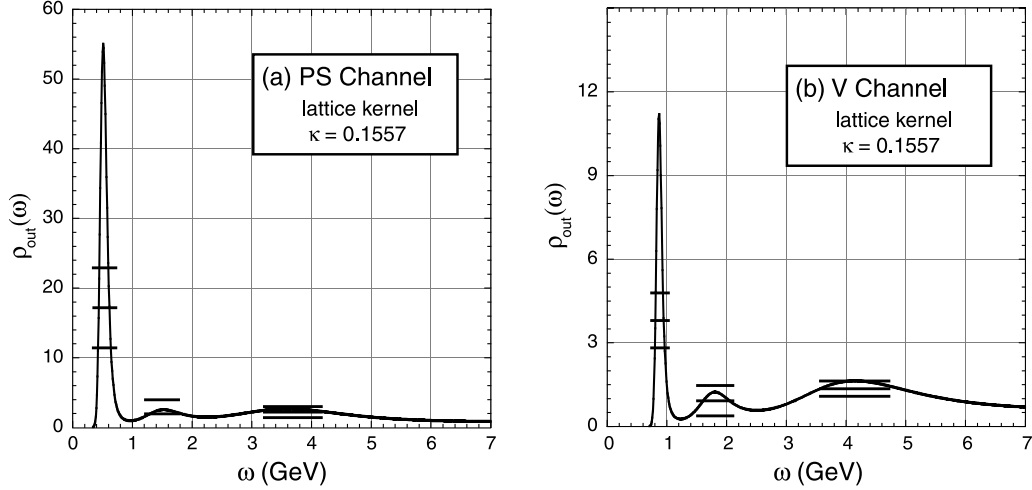 60
50
40
30
20
10
0
0 1 2 3 4 5 6 7
ρout(ω)
ω (GeV)
(a) PS Channel
lattice kernel
κ = 0.1557
12
9
6
3
0
0 1 2 3 4 5 6 7
ρout(ω)
ω (GeV)
(b) V Channel
lattice kernel
κ = 0.1557